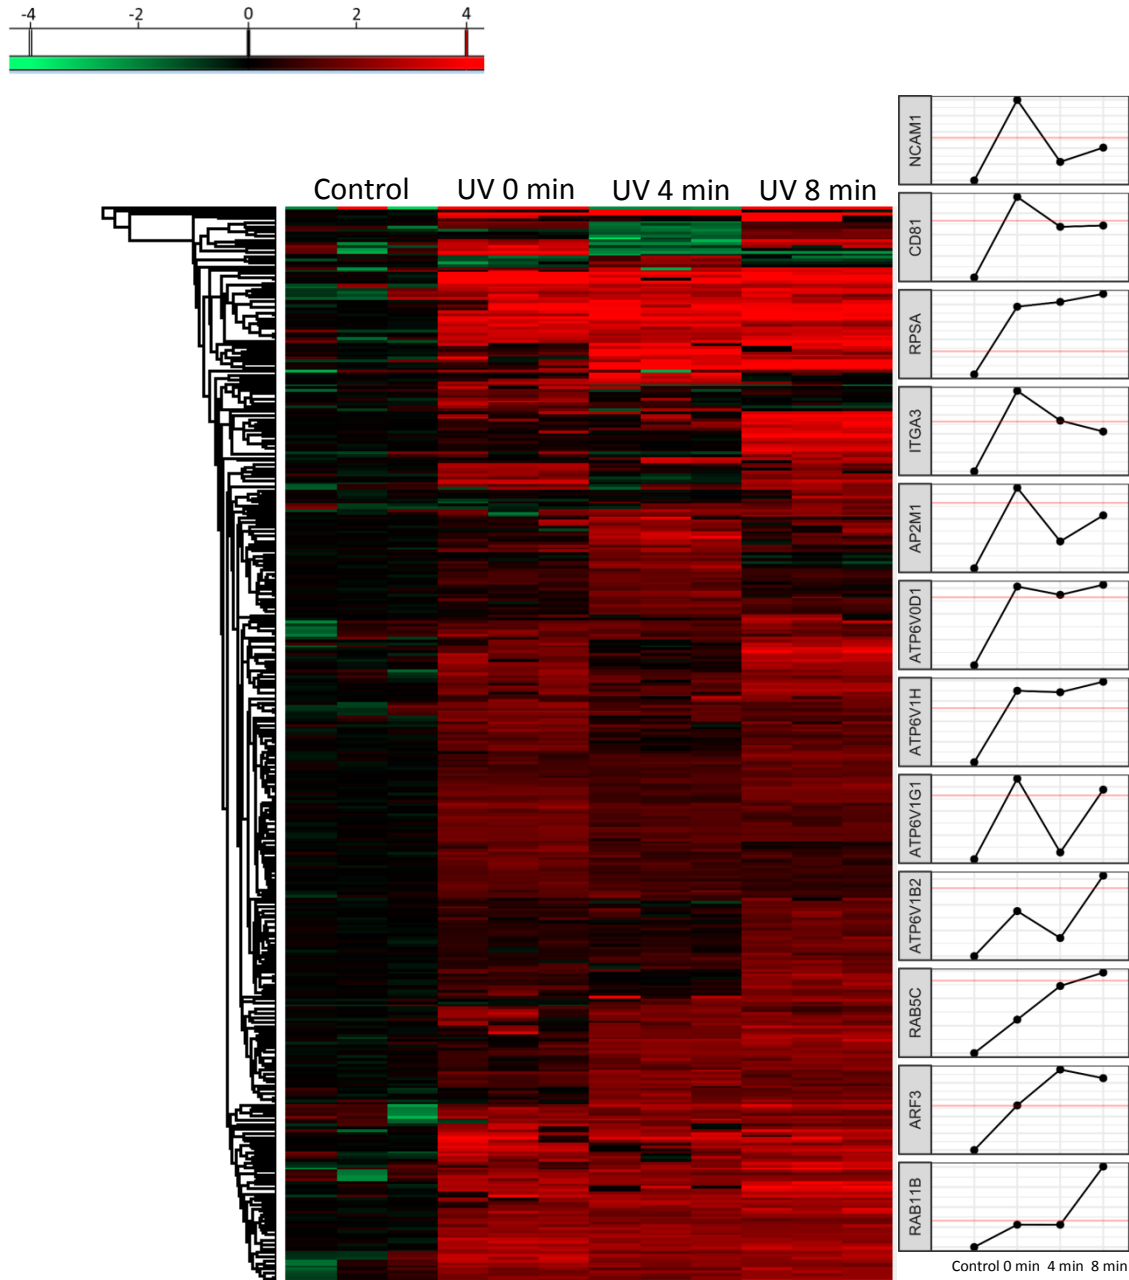 -4 -2 0 2 4
Control UV 0 min UV 4 min UV 8 min
NCAM1
CD81
RPSA
ITGA3
AP2M1
ATP6V0D1
ATP6V1H
ATP6V1G1
ATP6V1B2
RAB5C
ARF3
RAB11B
Control 0 min 4 min 8 min